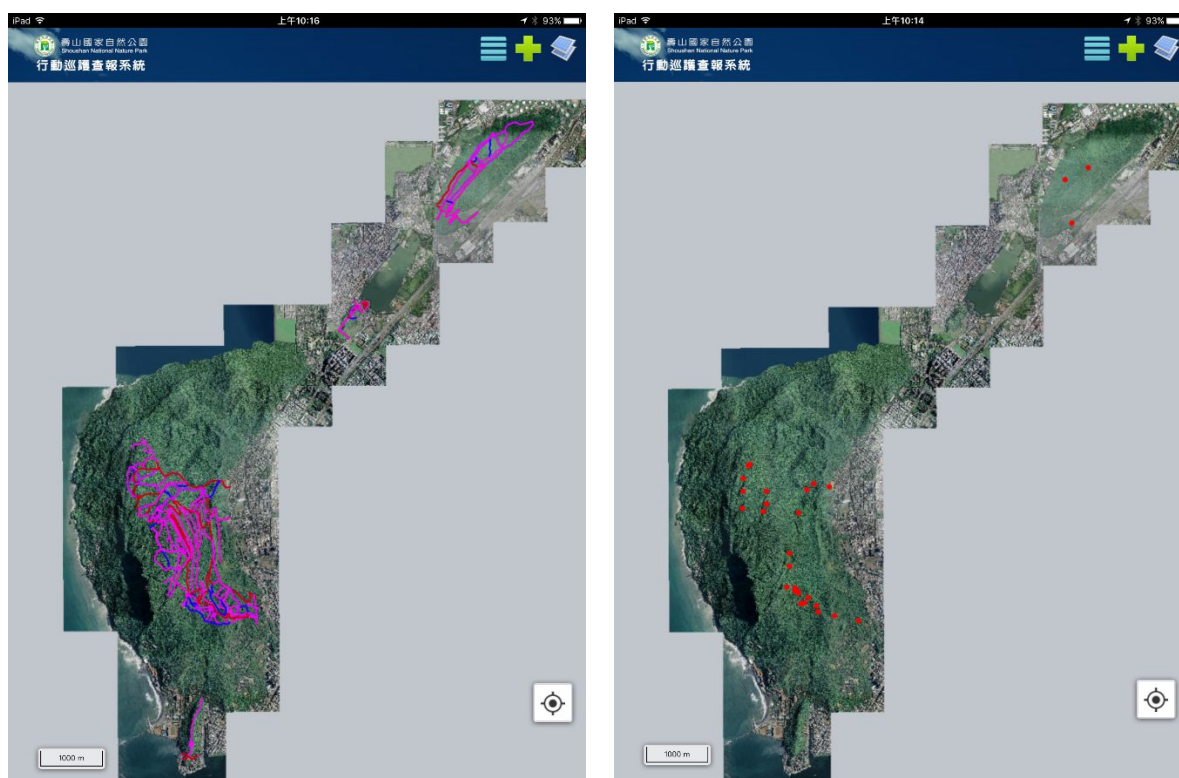 iPad 上午10:16 93%
壽山國家自然公園
Shoushan National Nature Park
行動巡護查報系統
1000 m
iPad 上午10:14 93%
壽山國家自然公園
Shoushan National Nature Park
行動巡護查報系統
1000 m